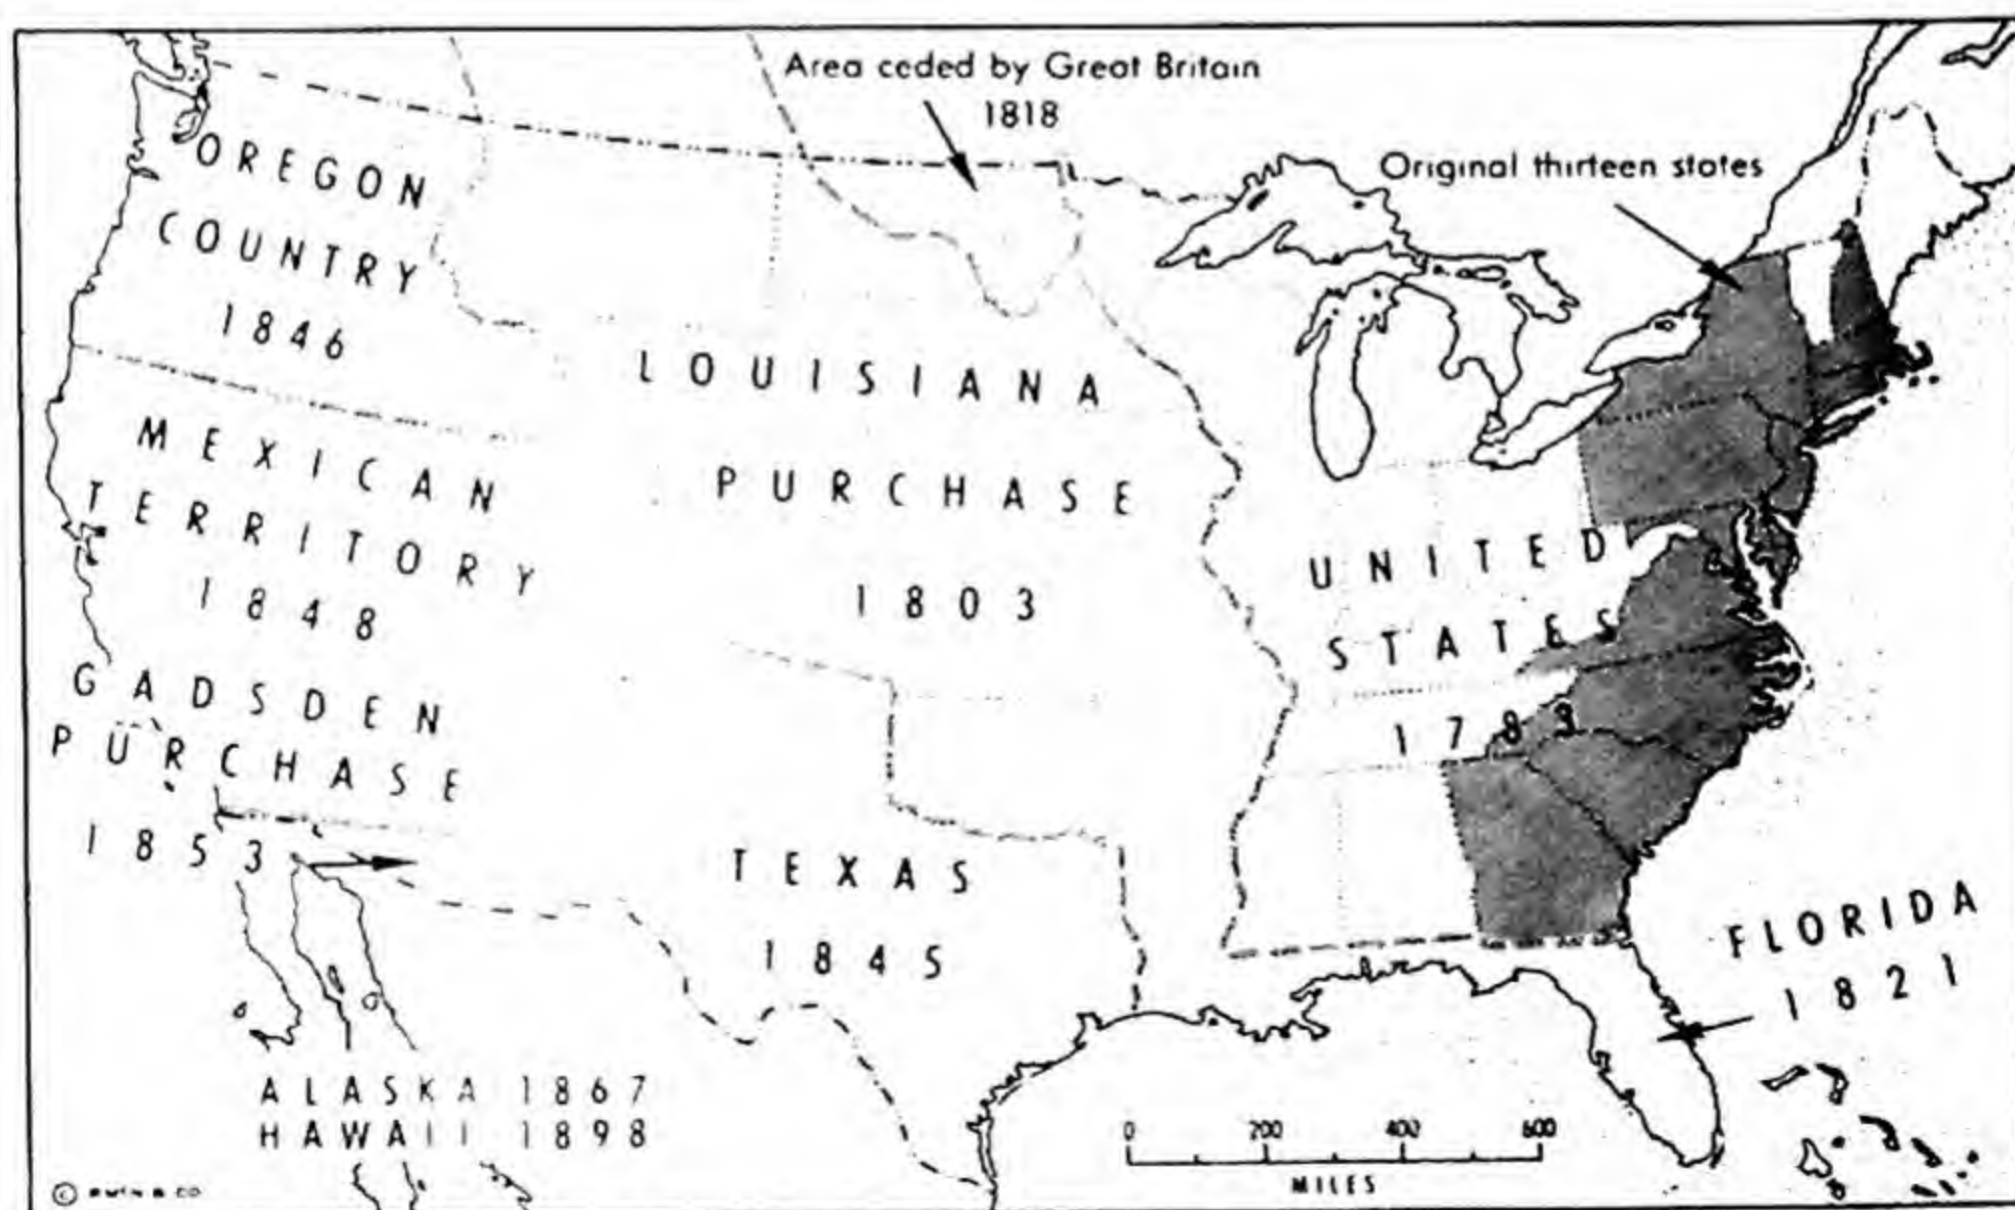 Area ceded by Great Britain
1818
Original thirteen states
OREGON
COUNTRY
1846
LOUISIANA
PURCHASE
1803
MEXICAN
TERRITORY
1848
UNITED
STATES
1783
GADSDEN
PURCHASE
1853
TEXAS
1845
FLORIDA
1821
ALASKA 1867
HAWAII 1898
0 200 400 600
MILES
©